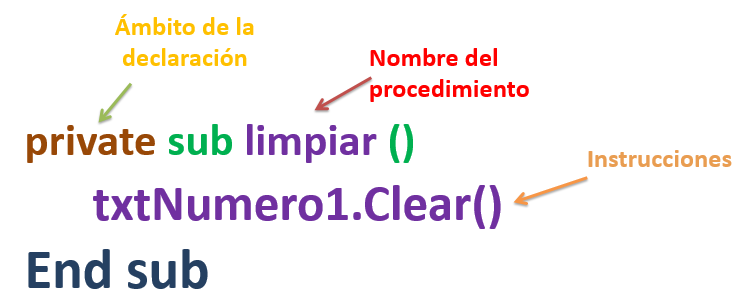 Ámbito de la
declaración
Nombre del
procedimiento
private sub limpiar ()
Instrucciones
txtNumero1.Clear()
End sub